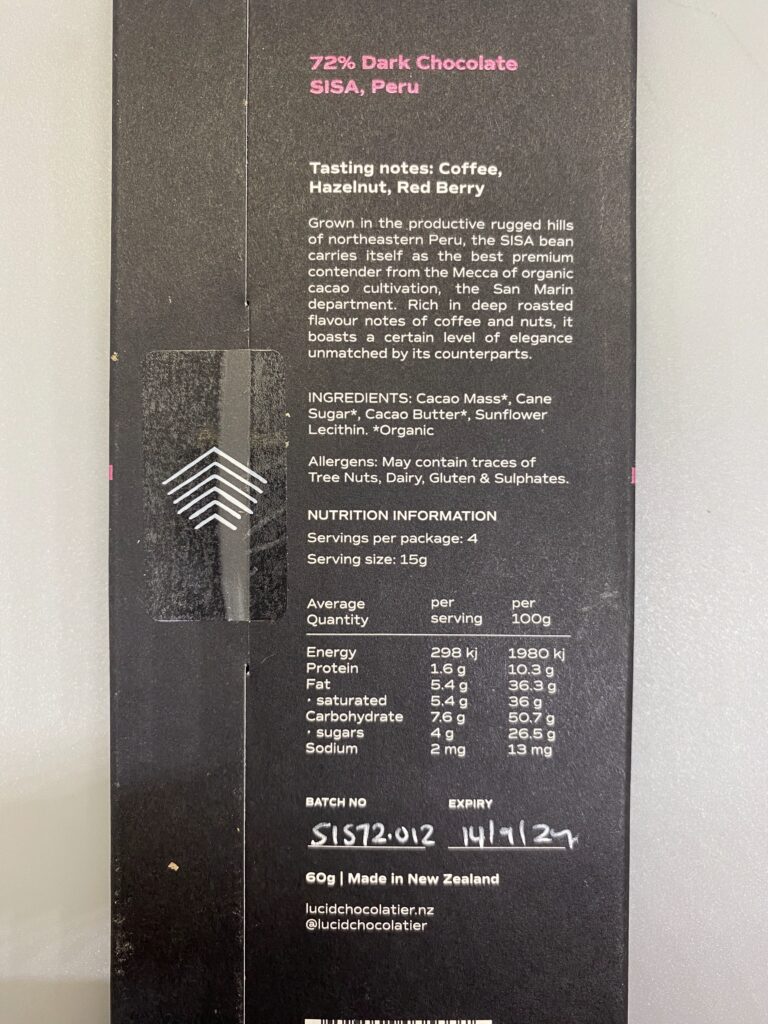 72% Dark Chocolate
SISA, Peru
Tasting notes: Coffee,
Hazelnut, Red Berry
Grown in the productive rugged hills
of northeastern Peru, the SISA bean
carries itself as the best premium
contender from the Mecca of organic
cacao cultivation, the San Marin
department. Rich in deep roasted
flavour notes of coffee and nuts, it
boasts a certain level of elegance
unmatched by its counterparts.
INGREDIENTS: Cacao Mass*, Cane
Sugar*, Cacao Butter*, Sunflower
Lecithin. *Organic
Allergens: May contain traces of
Tree Nuts, Dairy, Gluten & Sulphates.
NUTRITION INFORMATION
Servings per package: 4
Serving size: 15g
Average per per
Quantity serving 100g
Energy 298 kj 1980 kj
Protein 1.6 g 10.3 g
Fat 5.4 g 36.3 g
· saturated 5.4 g 36 g
Carbohydrate 7.6 g 50.7 g
· sugars 4 g 26.5 g
Sodium 2 mg 13 mg
BATCH NO EXPIRY
SIS72.012
60g | Made in New Zealand
lucidchocolatier.nz
@lucidchocolatier